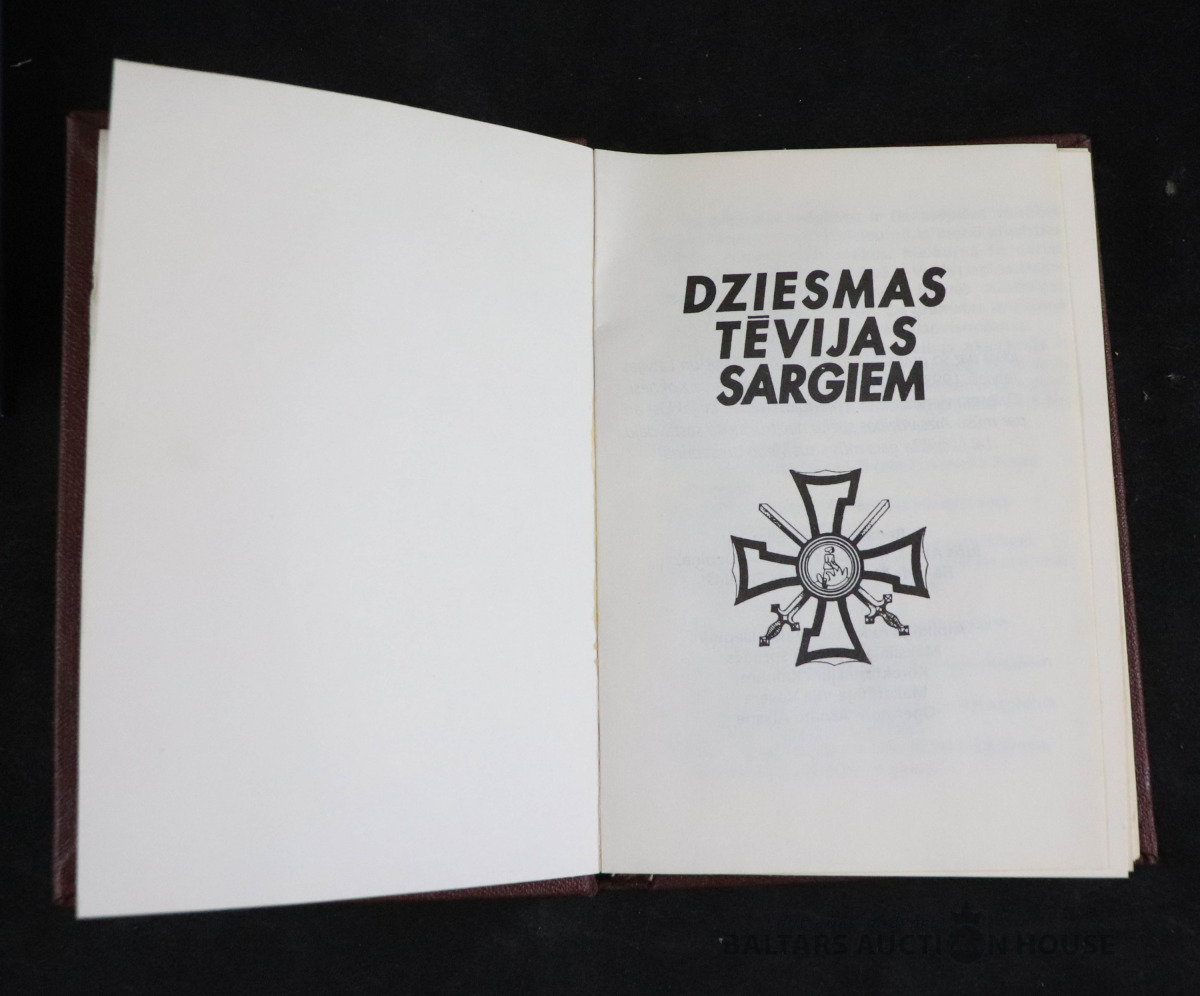 DZIESMAS
TĒVIJAS
SARGIEM
BALTARS AUCTION HOUSE